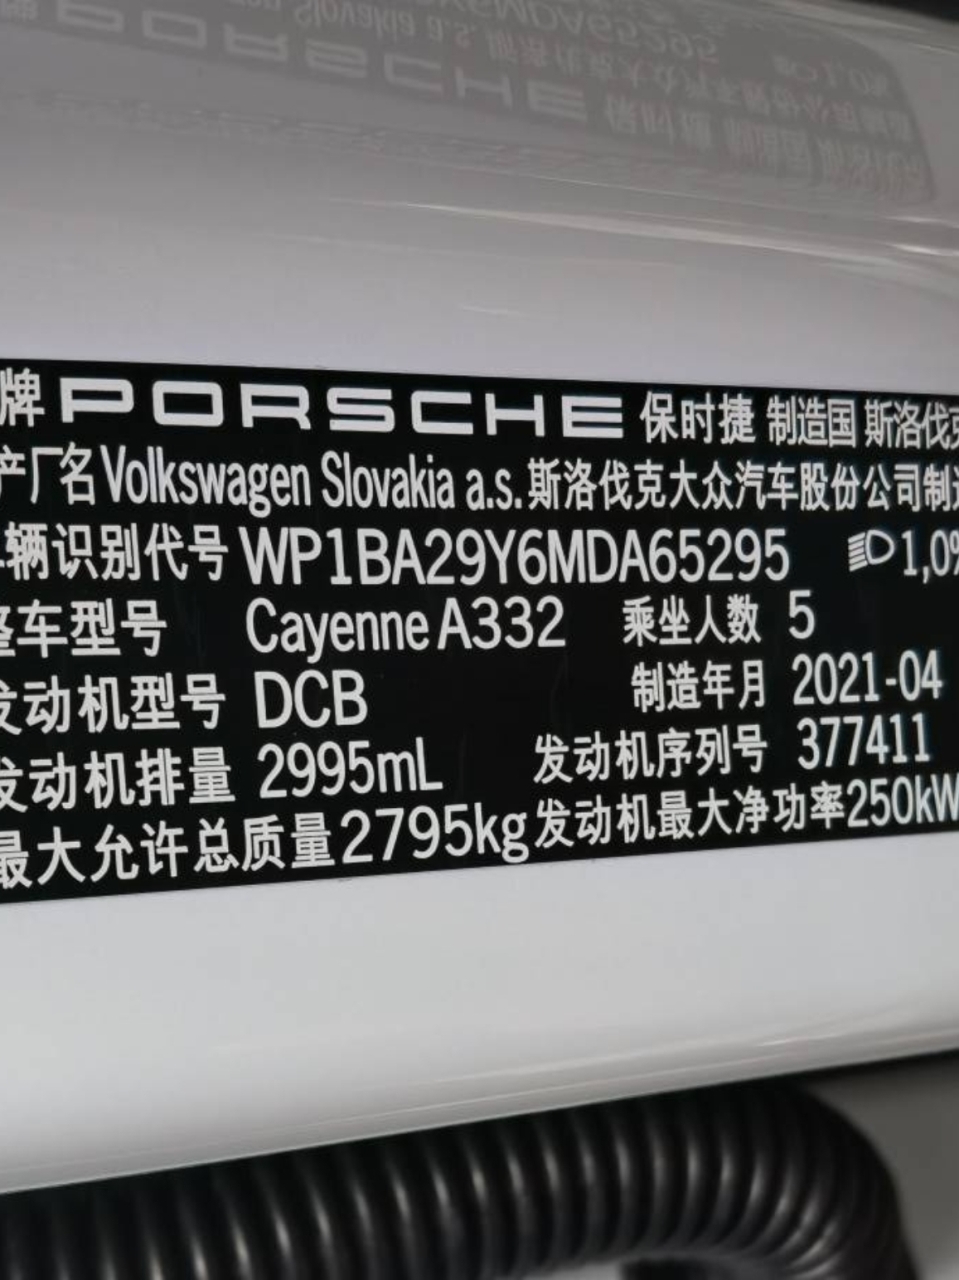 牌 PORSCHE 保时捷 制造国 斯洛伐克
产厂名 Volkswagen Slovakia a.s. 斯洛伐克大众汽车股份公司制造
车辆识别代号 WP1BA29Y6MDA65295 1,0%
整车型号 Cayenne A332 乘坐人数 5
发动机型号 DCB 制造年月 2021-04
发动机排量 2995mL 发动机序列号 377411
最大允许总质量 2795kg 发动机最大净功率 250kW